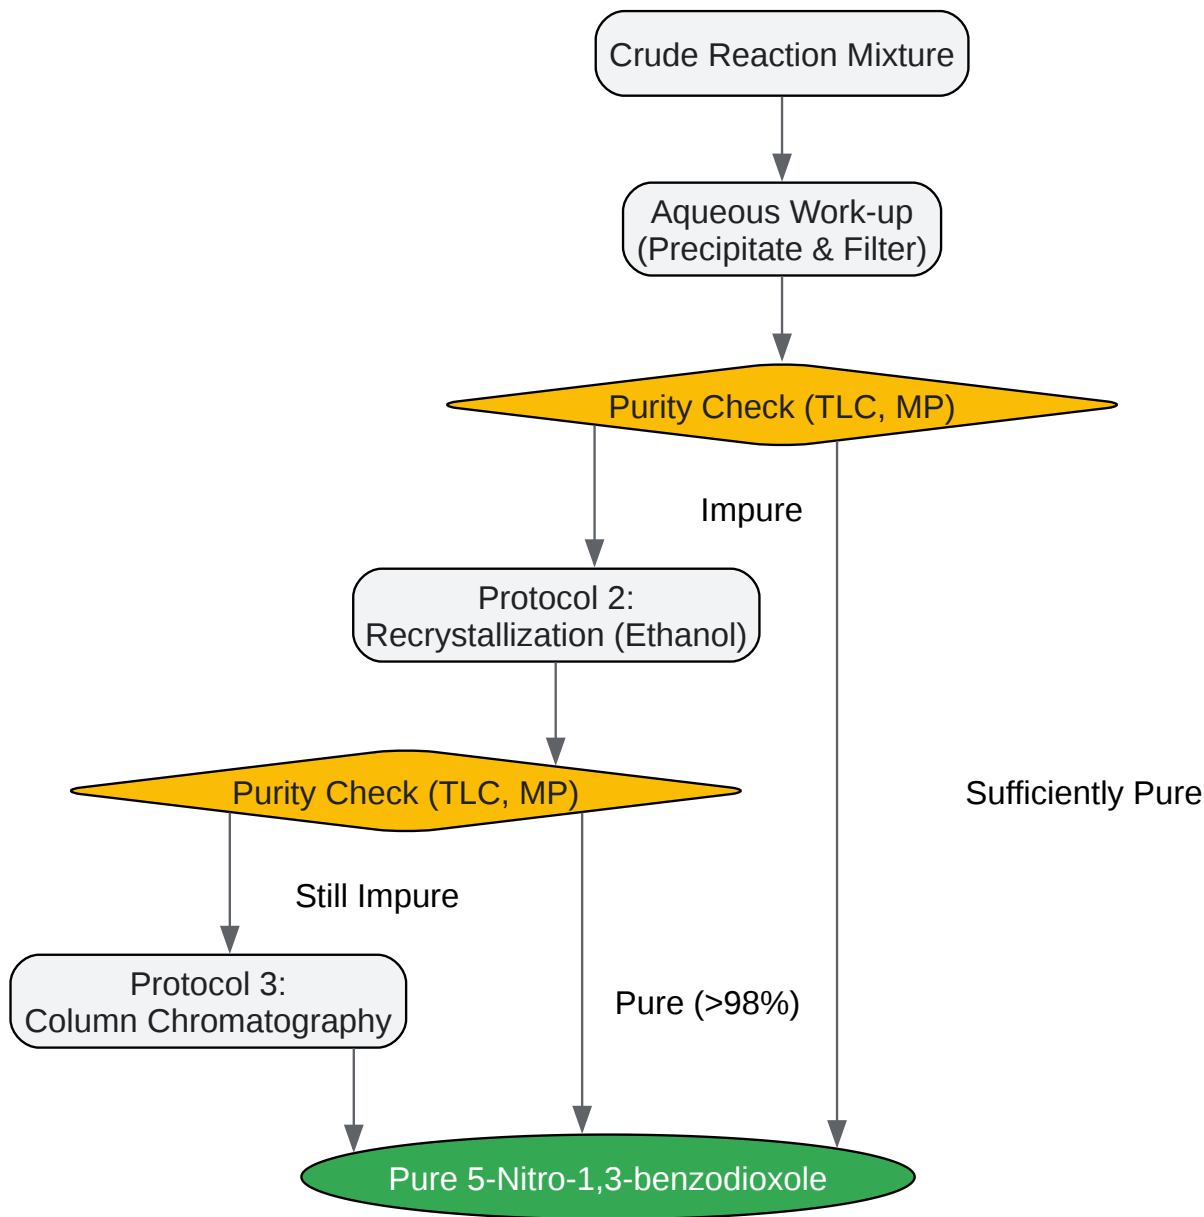 Crude Reaction Mixture
Aqueous Work-up
(Precipitate & Filter)
Purity Check (TLC, MP)
Impure
Protocol 2:
Recrystallization (Ethanol)
Purity Check (TLC, MP)
Sufficiently Pure
Still Impure
Protocol 3:
Column Chromatography
Pure (>98%)
Pure 5-Nitro-1,3-benzodioxole